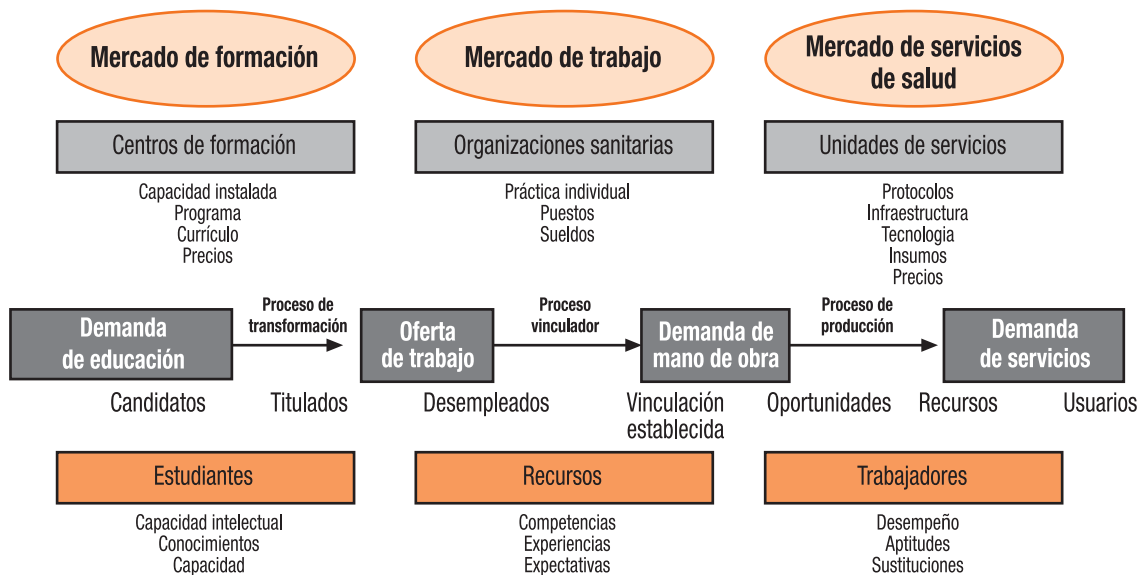 Mercado de formación
Mercado de trabajo
Mercado de servicios
de salud
Centros de formación
Organizaciones sanitarias
Unidades de servicios
Capacidad instalada
Programa
Currículo
Precios
Práctica individual
Puestos
Sueldos
Protocolos
Infraestructura
Tecnologia
Insumos
Precios
Demanda
de educación
Proceso de
transformación
Oferta
de trabajo
Proceso
vinculador
Demanda de
mano de obra
Proceso de
producción
Demanda
de servicios
Candidatos
Titulados
Desempleados
Vinculación
establecida
Oportunidades
Recursos
Usuarios
Estudiantes
Recursos
Trabajadores
Capacidad intelectual
Conocimientos
Capacidad
Competencias
Experiencias
Expectativas
Desempeño
Aptitudes
Sustituciones